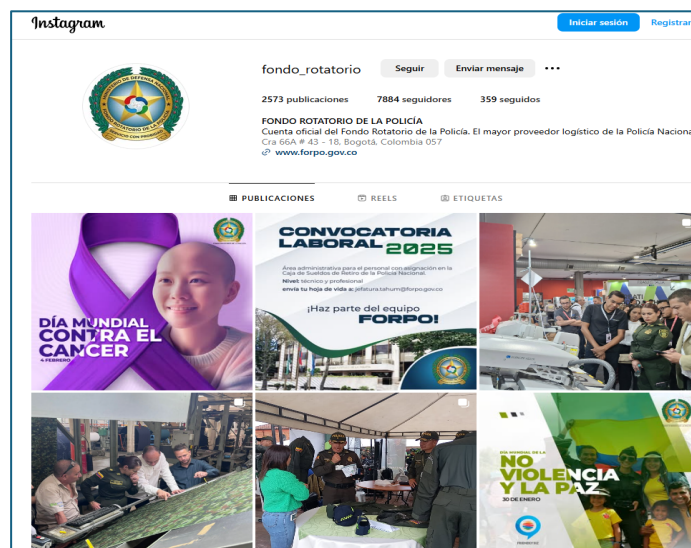 Instagram
Iniciar sesión
fondo_rotatorio
Seguir
Enviar mensaje
2573 publicaciones 7884 seguidores 359 seguidos
FONDO ROTATORIO DE LA POLICÍA
Cuenta oficial del Fondo Rotatorio de la Policía. El mayor proveedor logístico de la Policía
Cra 66A # 43 - 18, Bogotá, Colombia 057
www.forpo.gov.co
PUBLICACIONES REELS ETIQUETAS
DÍA MUNDIAL
CONTRA EL
CANCER
4 FEBRERO
CONVOCATORIA
LABORAL 2025
Área administrativa para el personal con asignación en la
Caja de Sueldos de Retiro de la Policía Nacional.
Nivel: técnico y profesional
envía tu hoja de vida a: jefatura.tahum@forpo.gov.co
¡Haz parte del equipo
FORPO!
DÍA MUNDIAL DE LA
NO
VIOLENCIA
Y LA PAZ
30 DE ENERO